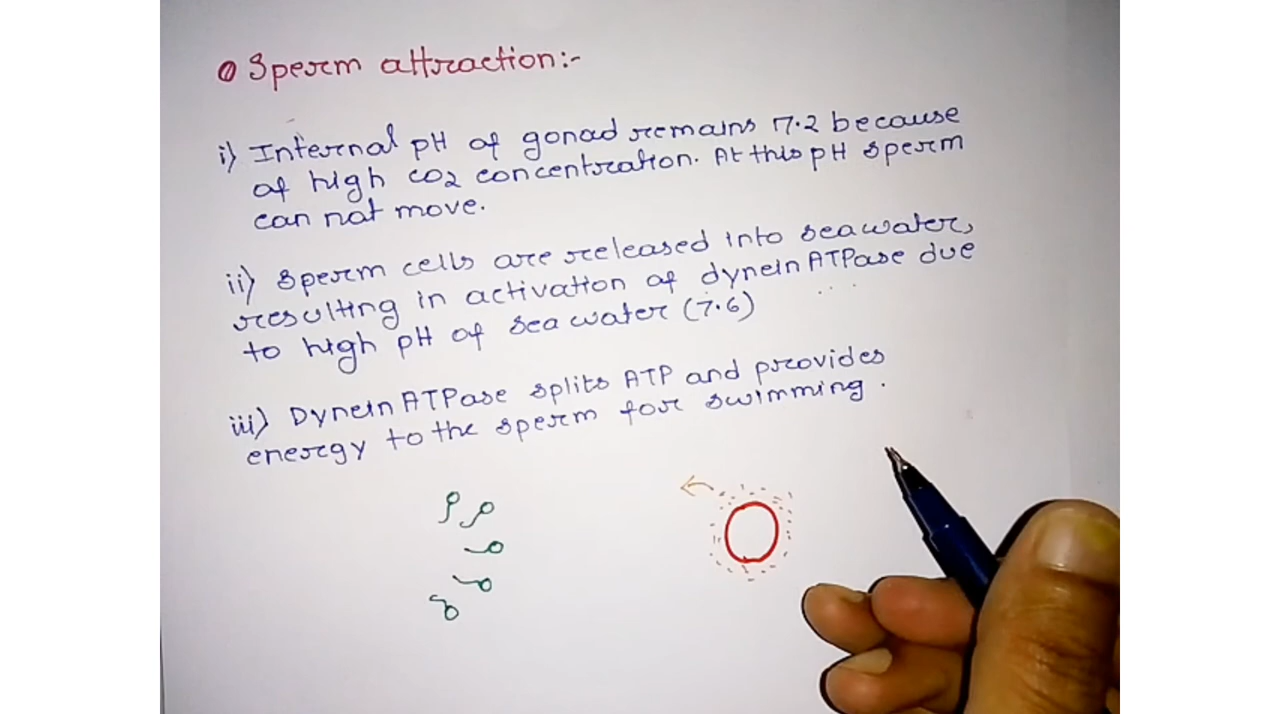 Sperm attraction:-
i) Internal pH of gonad remains 7.2 because
of high CO2 concentration. At this pH sperm
can not move.
ii) Sperm cells are released into seawater,
resulting in activation of dynein ATPase due
to high pH of sea water (7.6)
iii) Dynein ATPase splits ATP and provides
energy to the sperm for swimming.